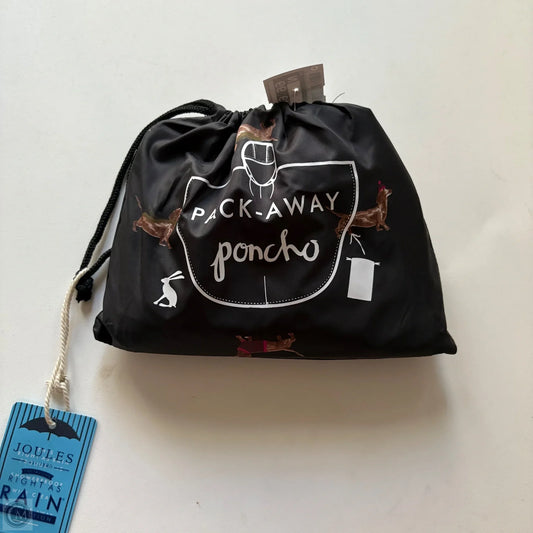 PACK-AWAY
poncho
JOULES
RIGHT AS
RAIN